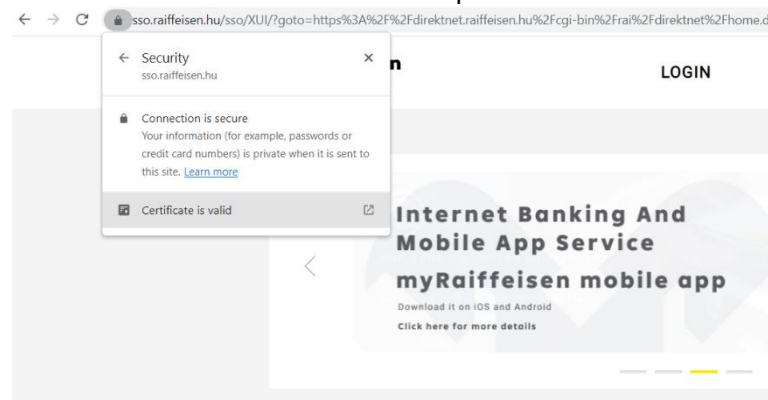 sso.raiffeisen.hu/sso/XUI/?goto=https%3A%2F%2Fdirektnet.raiffeisen.hu%2Fcgi-bin%2Frai%2Fdirektnet%2Fhome.d
Security
sso.raiffeisen.hu
n
LOGIN
Connection is secure
Your information (for example, passwords or
credit card numbers) is private when it is sent to
this site. Learn more
Certificate is valid
Internet Banking And
Mobile App Service
myRaiffeisen mobile app
Download it on iOS and Android
Click here for more details